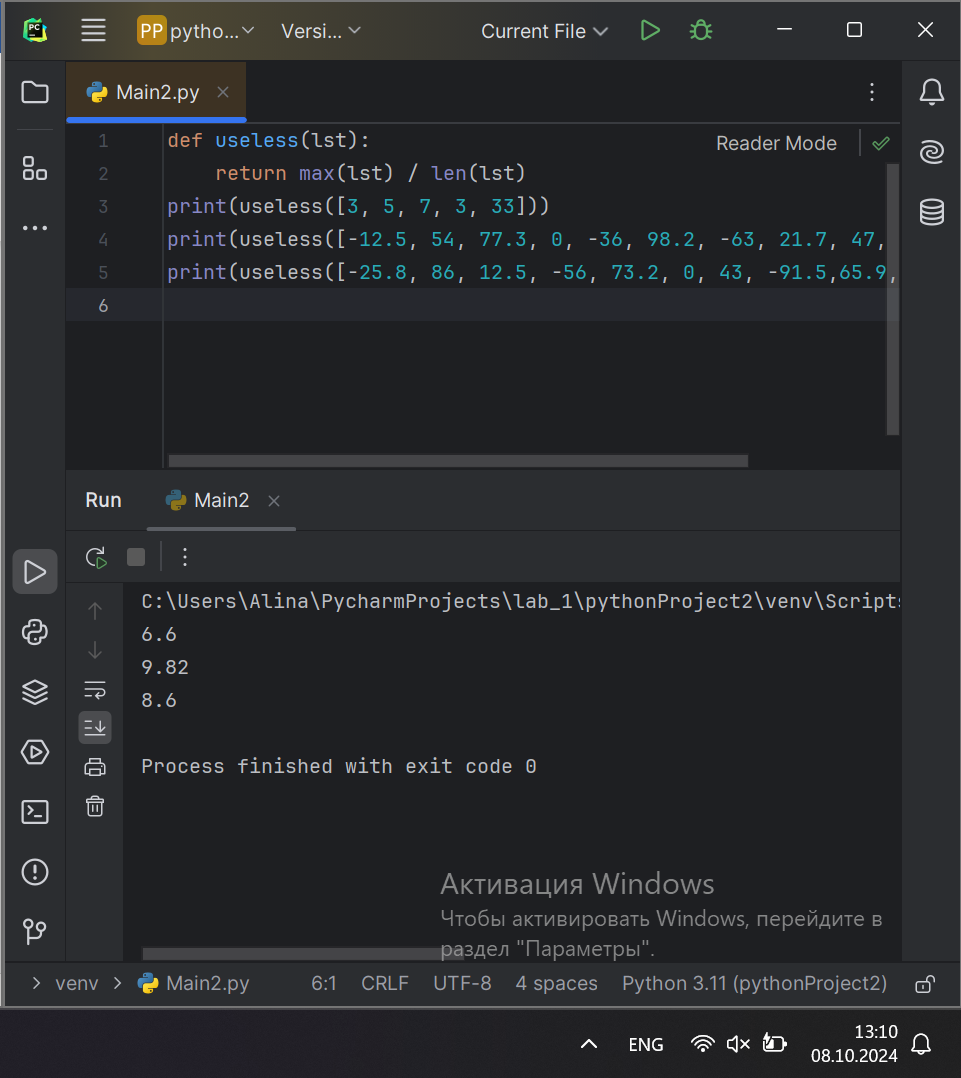 PC
PP pytho... Versi... Current File
Main2.py
Reader Mode
1 def useless(lst):
2     return max(lst) / len(lst)
3 print(useless([3, 5, 7, 3, 33]))
4 print(useless([-12.5, 54, 77.3, 0, -36, 98.2, -63, 21.7, 47,
5 print(useless([-25.8, 86, 12.5, -56, 73.2, 0, 43, -91.5,65.9,
6
Run Main2
C:\Users\Alina\PycharmProjects\lab_1\pythonProject2\venv\Scripts
6.6
9.82
8.6
Process finished with exit code 0
Активация Windows
Чтобы активировать Windows, перейдите в
раздел "Параметры".
venv Main2.py 6:1 CRLF UTF-8 4 spaces Python 3.11 (pythonProject2)
ENG
13:10
08.10.2024